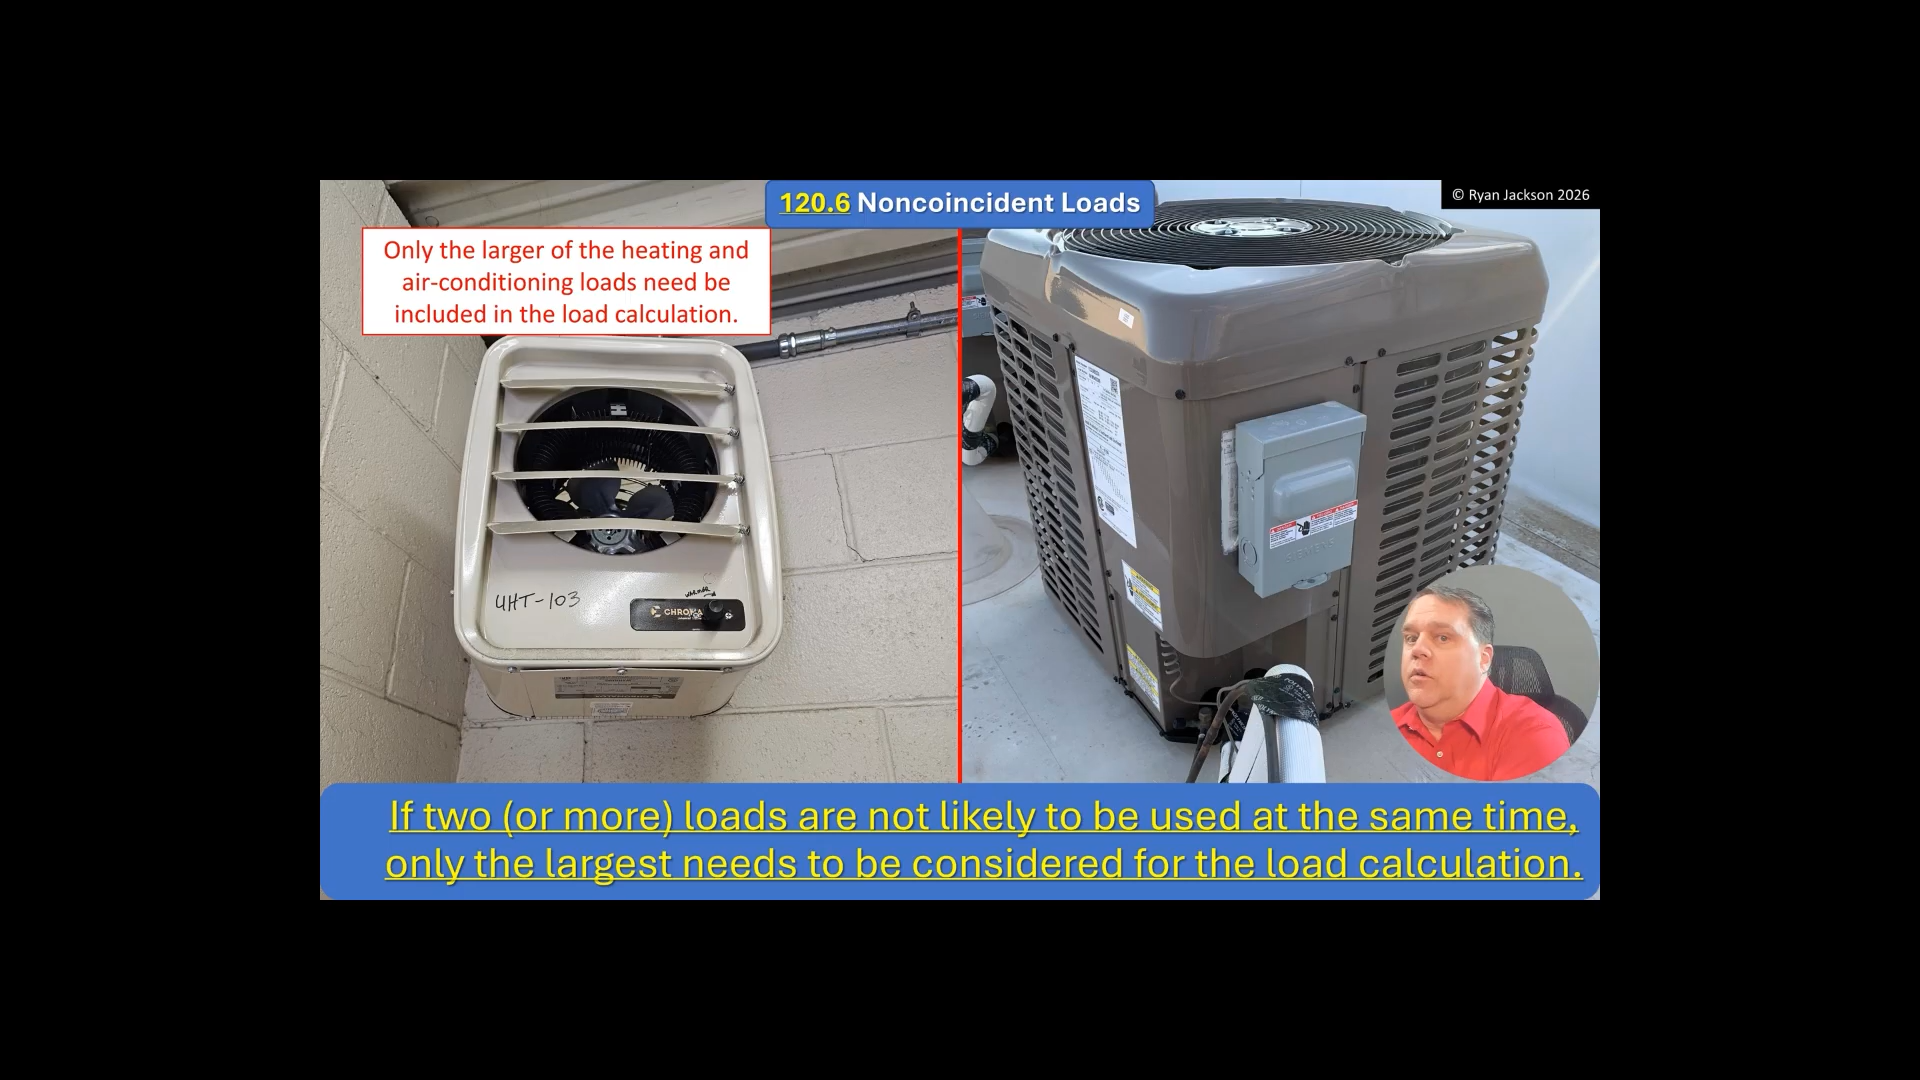 120.6 Noncoincident Loads
© Ryan Jackson 2026
Only the larger of the heating and
air-conditioning loads need be
included in the load calculation.
UHT-103
SIEMENS
If two (or more) loads are not likely to be used at the same time,
only the largest needs to be considered for the load calculation.